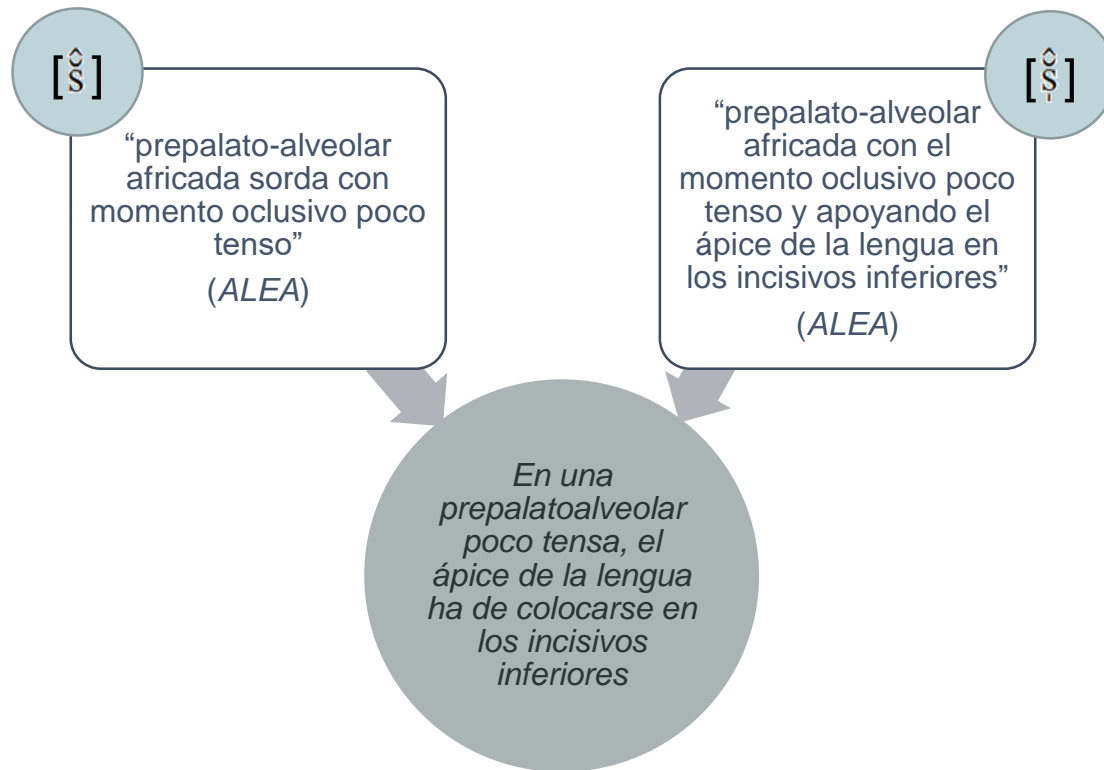 [ŝ̆]
“prepalato-alveolar
africada sorda con
momento oclusivo poco
tenso”
(ALEA)
[ŝ̩̆]
“prepalato-alveolar
africada con el
momento oclusivo poco
tenso y apoyando el
ápice de la lengua en
los incisivos inferiores”
(ALEA)
En una
prepalatoalveolar
poco tensa, el
ápice de la lengua
ha de colocarse en
los incisivos
inferiores